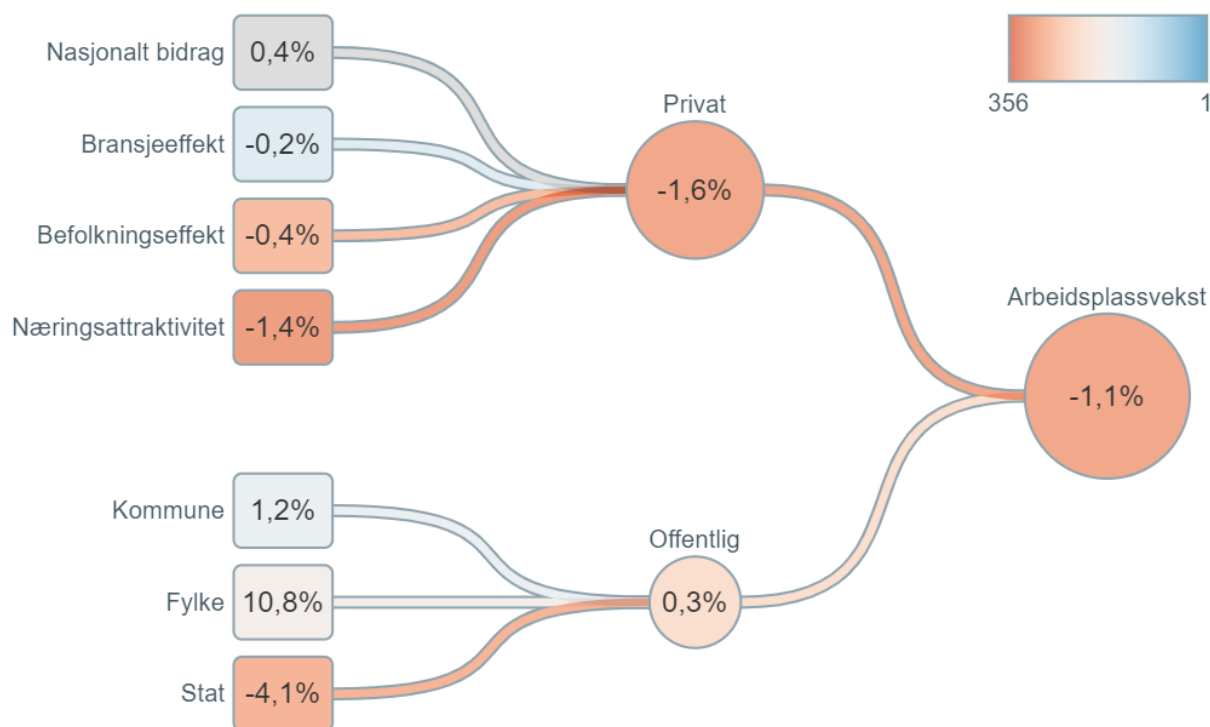 Nasjonalt bidrag 0,4%
Bransjeeffekt -0,2%
Befolkningseffekt -0,4%
Næringsattraktivitet -1,4%
Privat
-1,6%
Kommune 1,2%
Fylke 10,8%
Stat -4,1%
Offentlig
0,3%
Arbeidsplassvekst
-1,1%
356 1